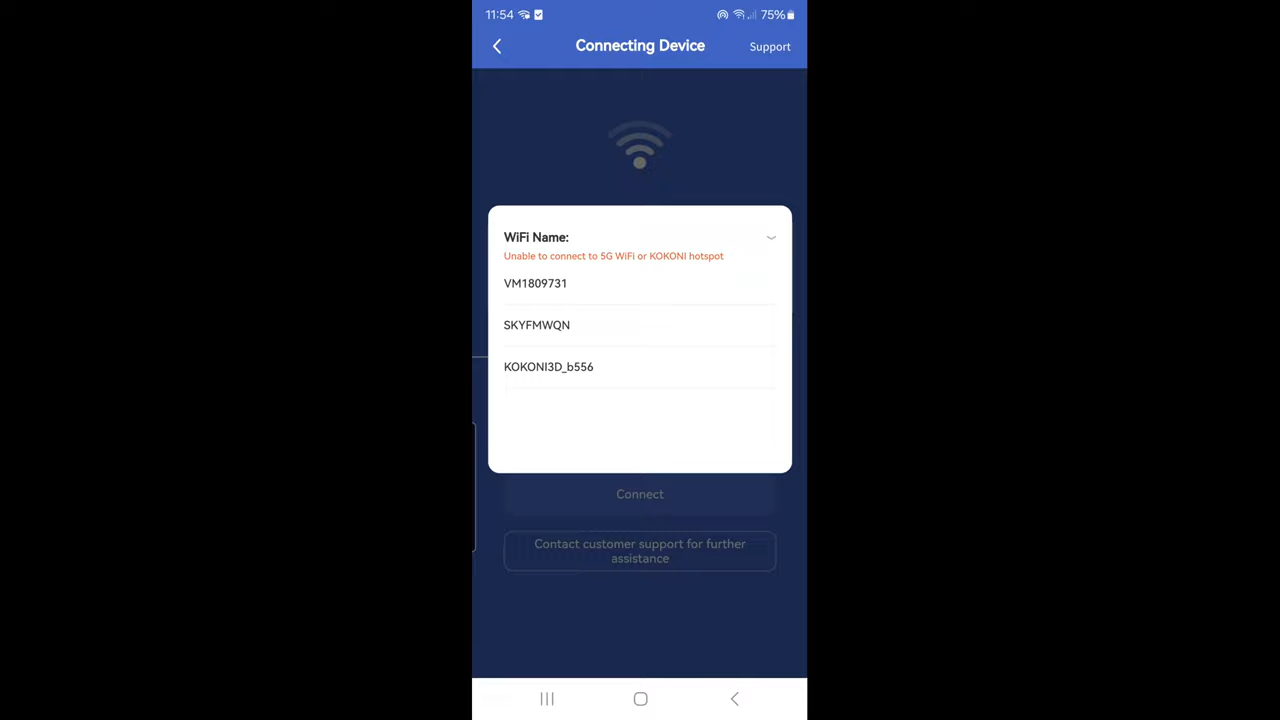 11:54 75%
Connecting Device Support
WiFi Name:
Unable to connect to 5G WiFi or KOKONI hotspot
VM1809731
SKYFMWQN
KOKONI3D_b556
Connect
Contact customer support for further
assistance